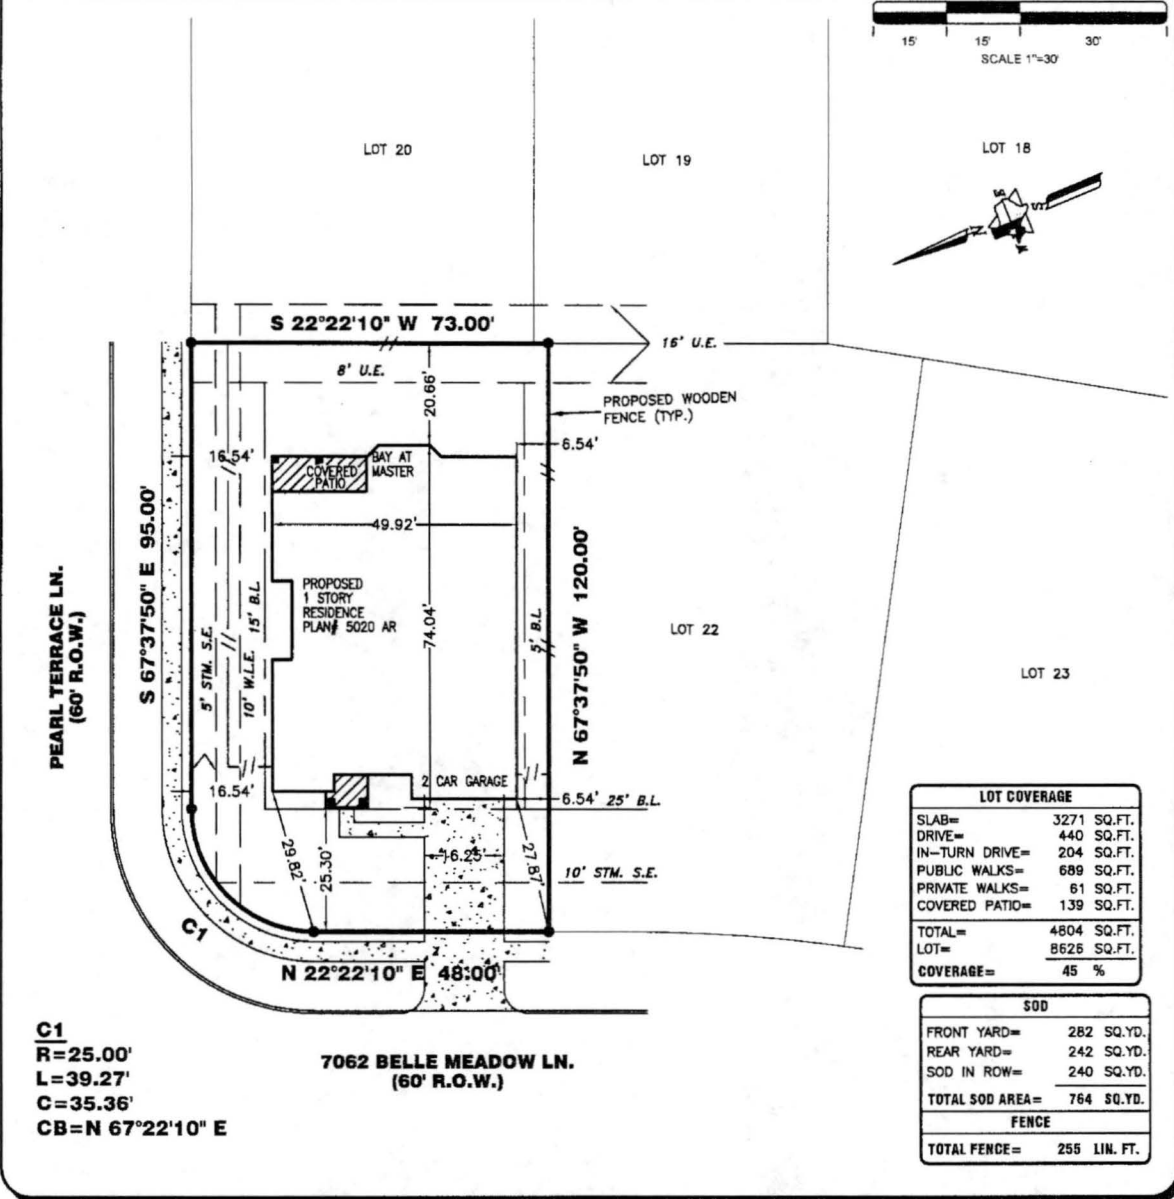 15' 15' 30'
SCALE 1"=30'
LOT 20
LOT 19
LOT 18
N
S
S 22°22'10" W 73.00'
16' U.E.
8' U.E.
20.66'
PROPOSED WOODEN
FENCE (TYP.)
6.54'
16.54'
COVERED
PATIO
BAY AT
MASTER
49.92'
S 67°37'50" E 95.00'
PEARL TERRACE LN.
(60' R.O.W.)
5' STM. S.E.
10' W.L.E.
15' B.L.
PROPOSED
1 STORY
RESIDENCE
PLAN# 5020 AR
74.04'
5' B.L.
N 67°37'50" W 120.00'
LOT 22
LOT 23
2 CAR GARAGE
16.54'
6.54'
25' B.L.
29.82'
25.30'
16.25'
27.87'
10' STM. S.E.
C1
N 22°22'10" E 48.00'
7062 BELLE MEADOW LN.
(60' R.O.W.)
C1
R=25.00'
L=39.27'
C=35.36'
CB=N 67°22'10" E
LOT COVERAGE
SLAB= 3271 SQ.FT.
DRIVE= 440 SQ.FT.
IN-TURN DRIVE= 204 SQ.FT.
PUBLIC WALKS= 689 SQ.FT.
PRIVATE WALKS= 61 SQ.FT.
COVERED PATIO= 139 SQ.FT.
TOTAL= 4804 SQ.FT.
LOT= 8626 SQ.FT.
COVERAGE= 45 %
SOD
FRONT YARD= 282 SQ.YD.
REAR YARD= 242 SQ.YD.
SOD IN ROW= 240 SQ.YD.
TOTAL SOD AREA= 764 SQ.YD.
FENCE
TOTAL FENCE= 255 LIN. FT.